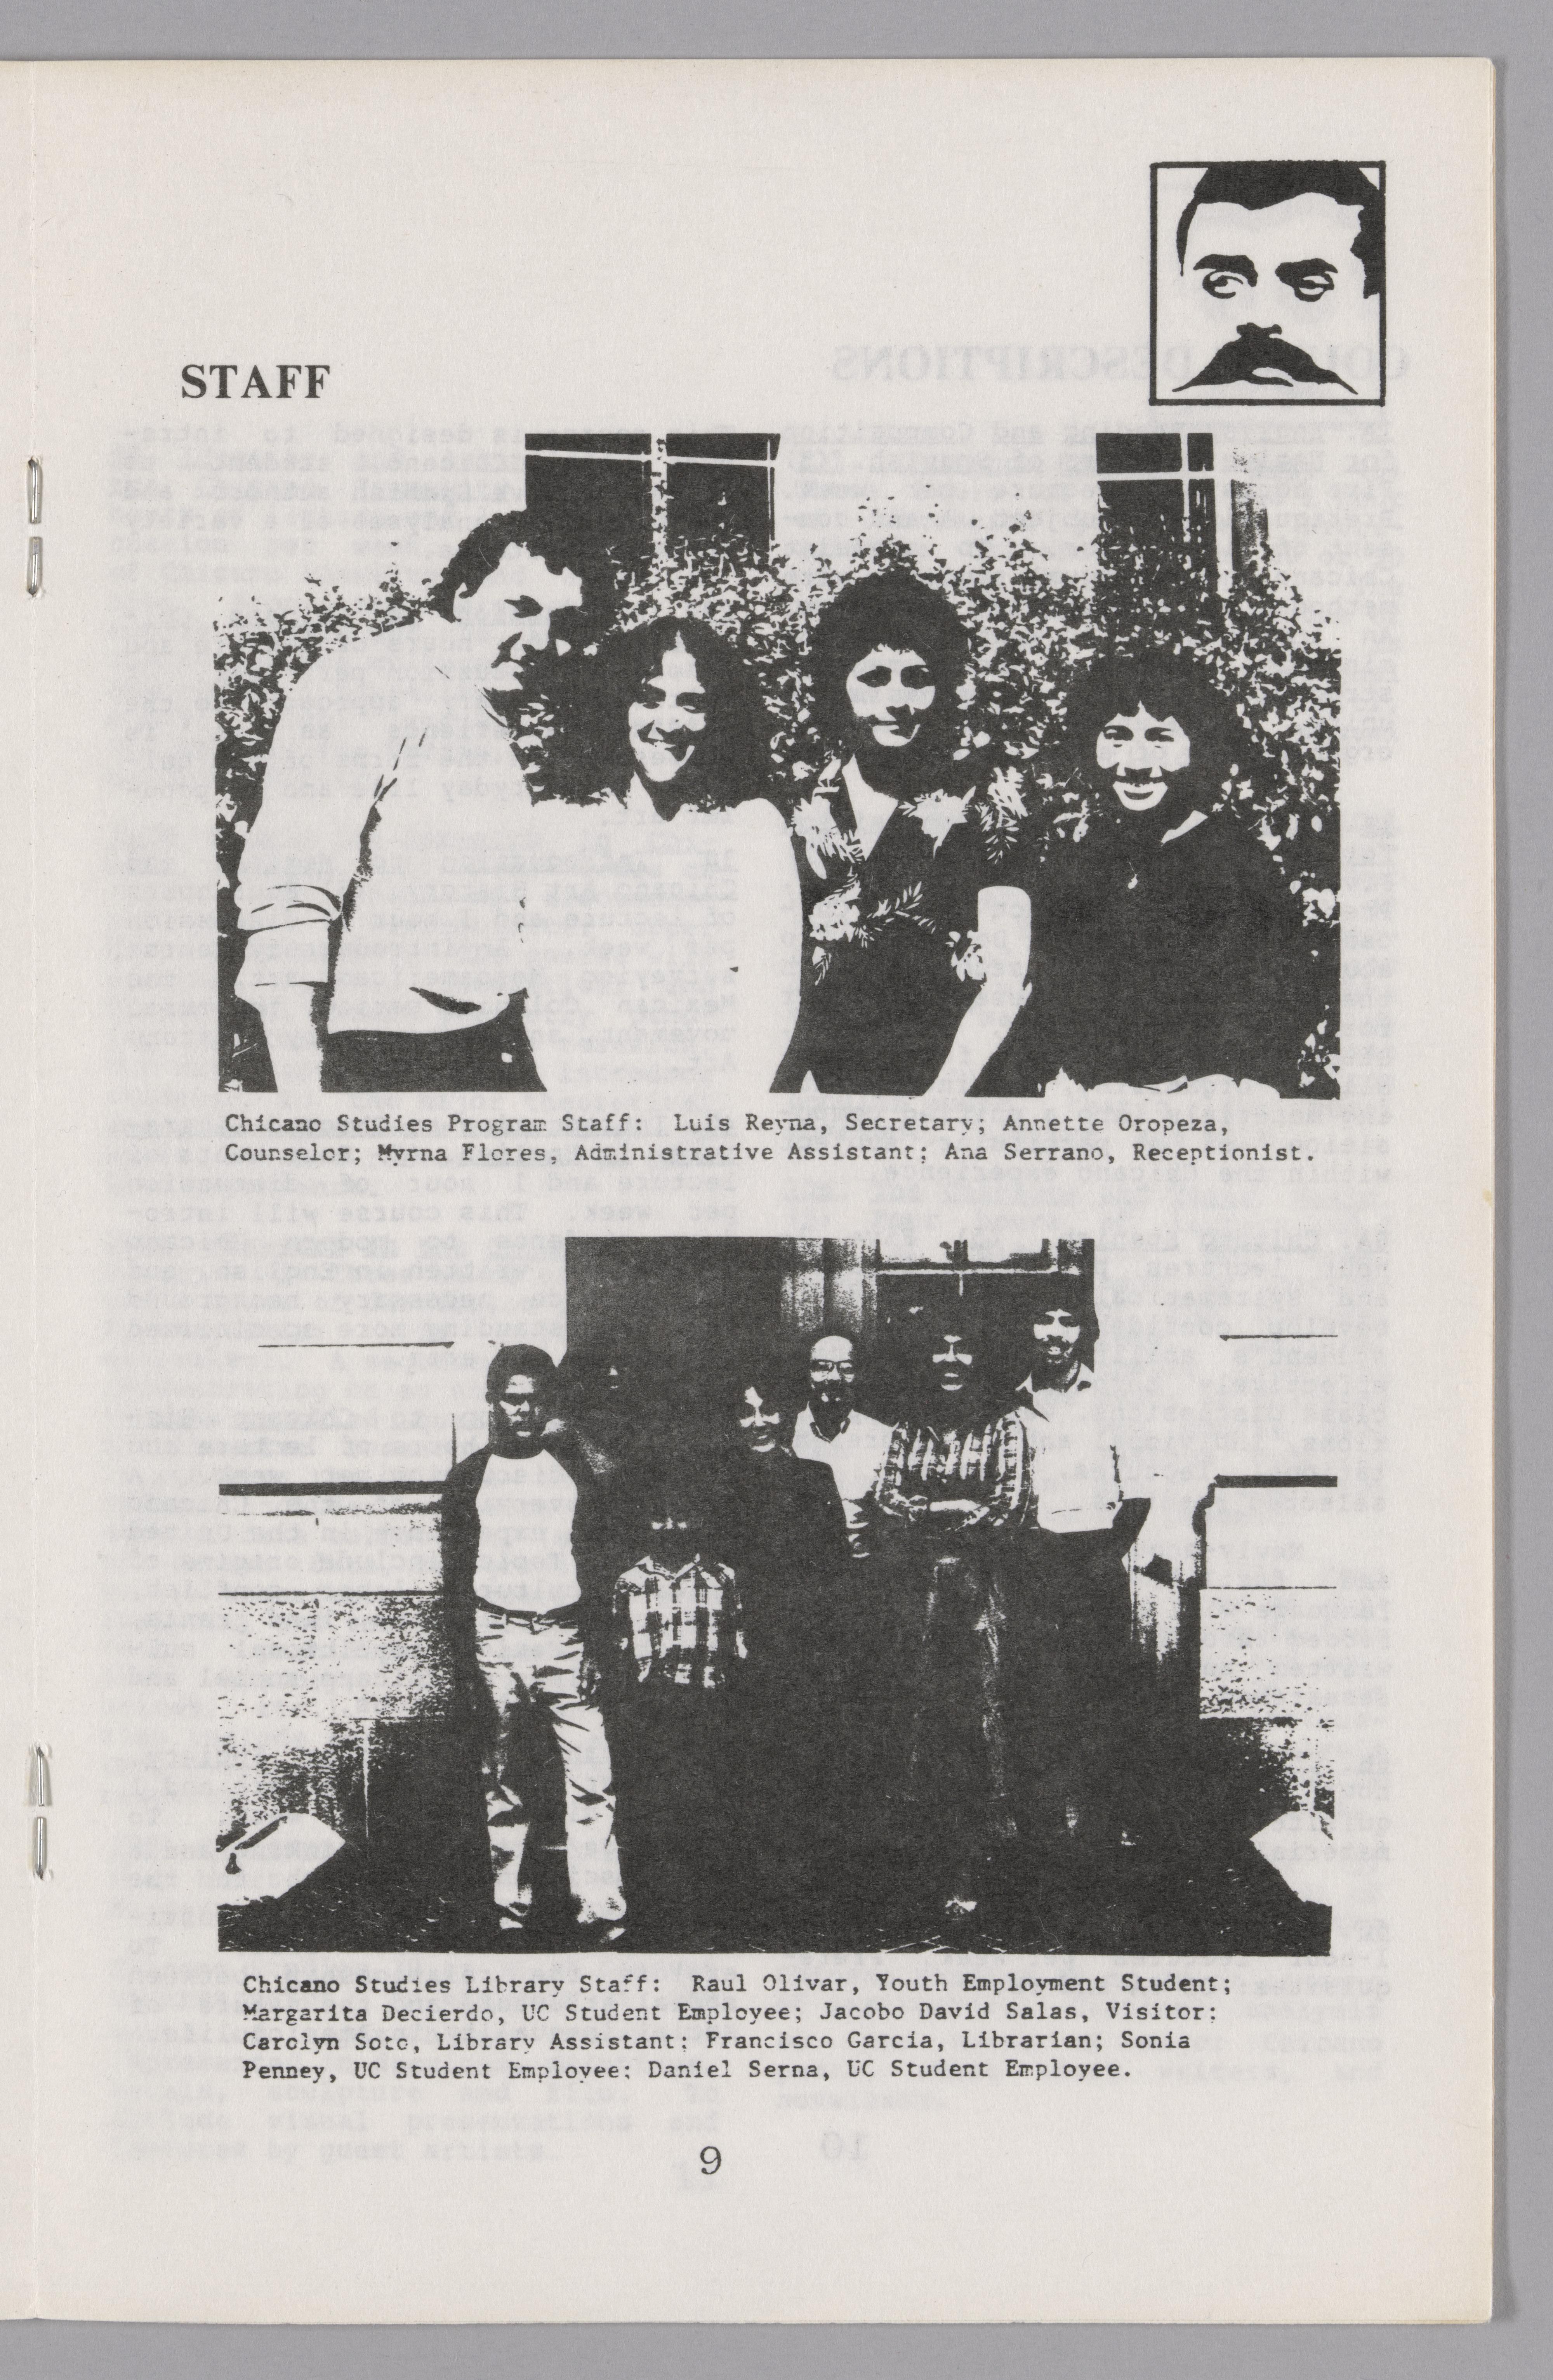 STAFF
Chicano Studies Program Staff: Luis Reyna, Secretary; Annette Oropeza,
Counselor; Myrna Flores, Administrative Assistant; Ana Serrano, Receptionist.
Chicano Studies Library Staff: Raul Olivar, Youth Employment Student;
Margarita Decierdo, UC Student Employee; Jacobo David Salas, Visitor;
Carolyn Soto, Library Assistant; Francisco Garcia, Librarian; Sonia
Penney, UC Student Employee; Daniel Serna, UC Student Employee.
9